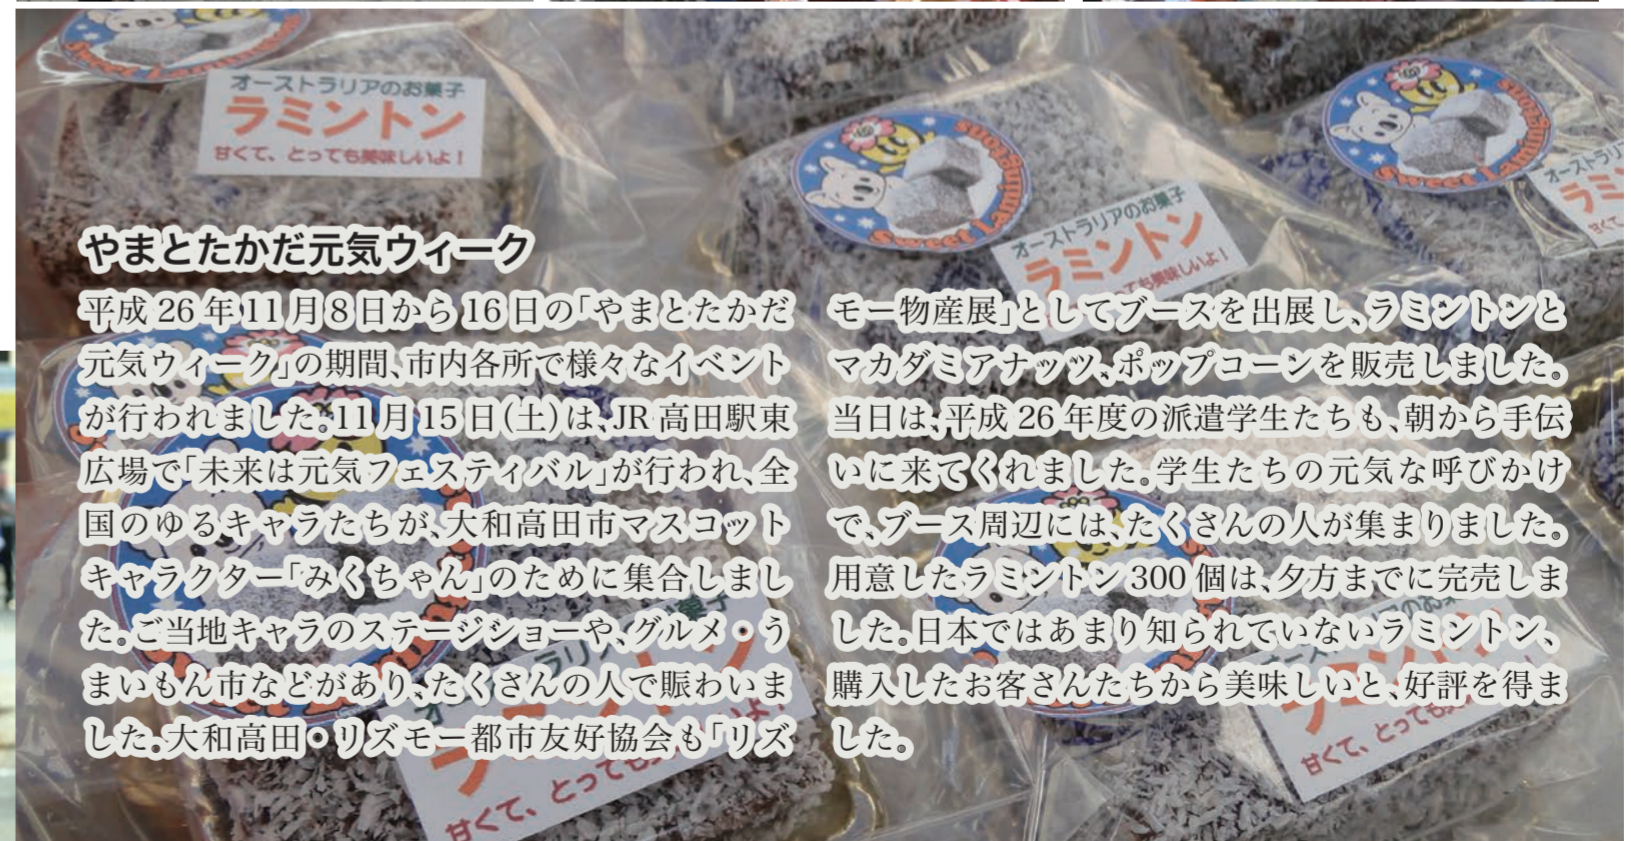 Sweet Lamingtons
オーストラリアのお菓子
ラミントン
甘くて、とっても美味しいよ!
Sweet Lamingtons
オーストラリアのお菓子
ラミントン
とっても美味しいよ!
Sweet
オーストラリ
ラミ
やまとたかだ元気ウィーク
平成26年11月8日から16日の「やまとたかだ
元気ウィーク」の期間、市内各所で様々なイベント
が行われました。11月15日(土)は、JR高田駅東
広場で「未来は元気フェスティバル」が行われ、全
国のゆるキャラたちが、大和高田市マスコット
キャラクター「みくちゃん」のために集合しまし
た。ご当地キャラのステージショーや、グルメ・う
まいもん市などがあり、たくさんの人で賑わいま
した。大和高田・リズモー都市友好協会も「リズ
モー物産展」としてブースを出展し、ラミントンと
マカダミアナッツ、ポップコーンを販売しました。
当日は、平成26年度の派遣学生たちも、朝から手伝
いに来てくれました。学生たちの元気な呼びかけ
で、ブース周辺には、たくさんの人が集まりました。
用意したラミントン300個は、夕方までに完売しま
した。日本ではあまり知られていないラミントン、
購入したお客さんたちから美味しいと、好評を得ま
した。
甘くて、とっても
甘くて、とっても